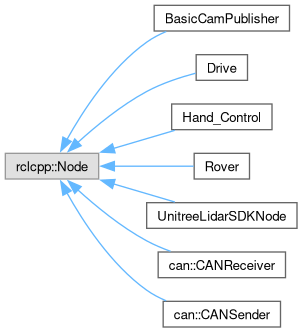 BasicCamPublisher
Drive
Hand_Control
rclcpp::Node
Rover
UnitreeLidarSDKNode
can::CANReceiver
can::CANSender